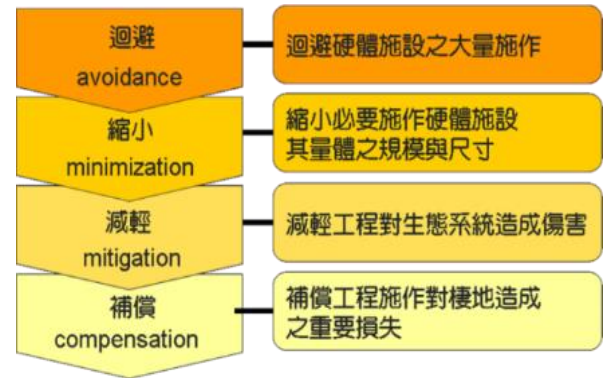 迴避
avoidance
迴避硬體施設之大量施作
縮小
minimization
縮小必要施作硬體施設
其量體之規模與尺寸
減輕
mitigation
減輕工程對生態系統造成傷害
補償
compensation
補償工程施作對棲地造成
之重要損失